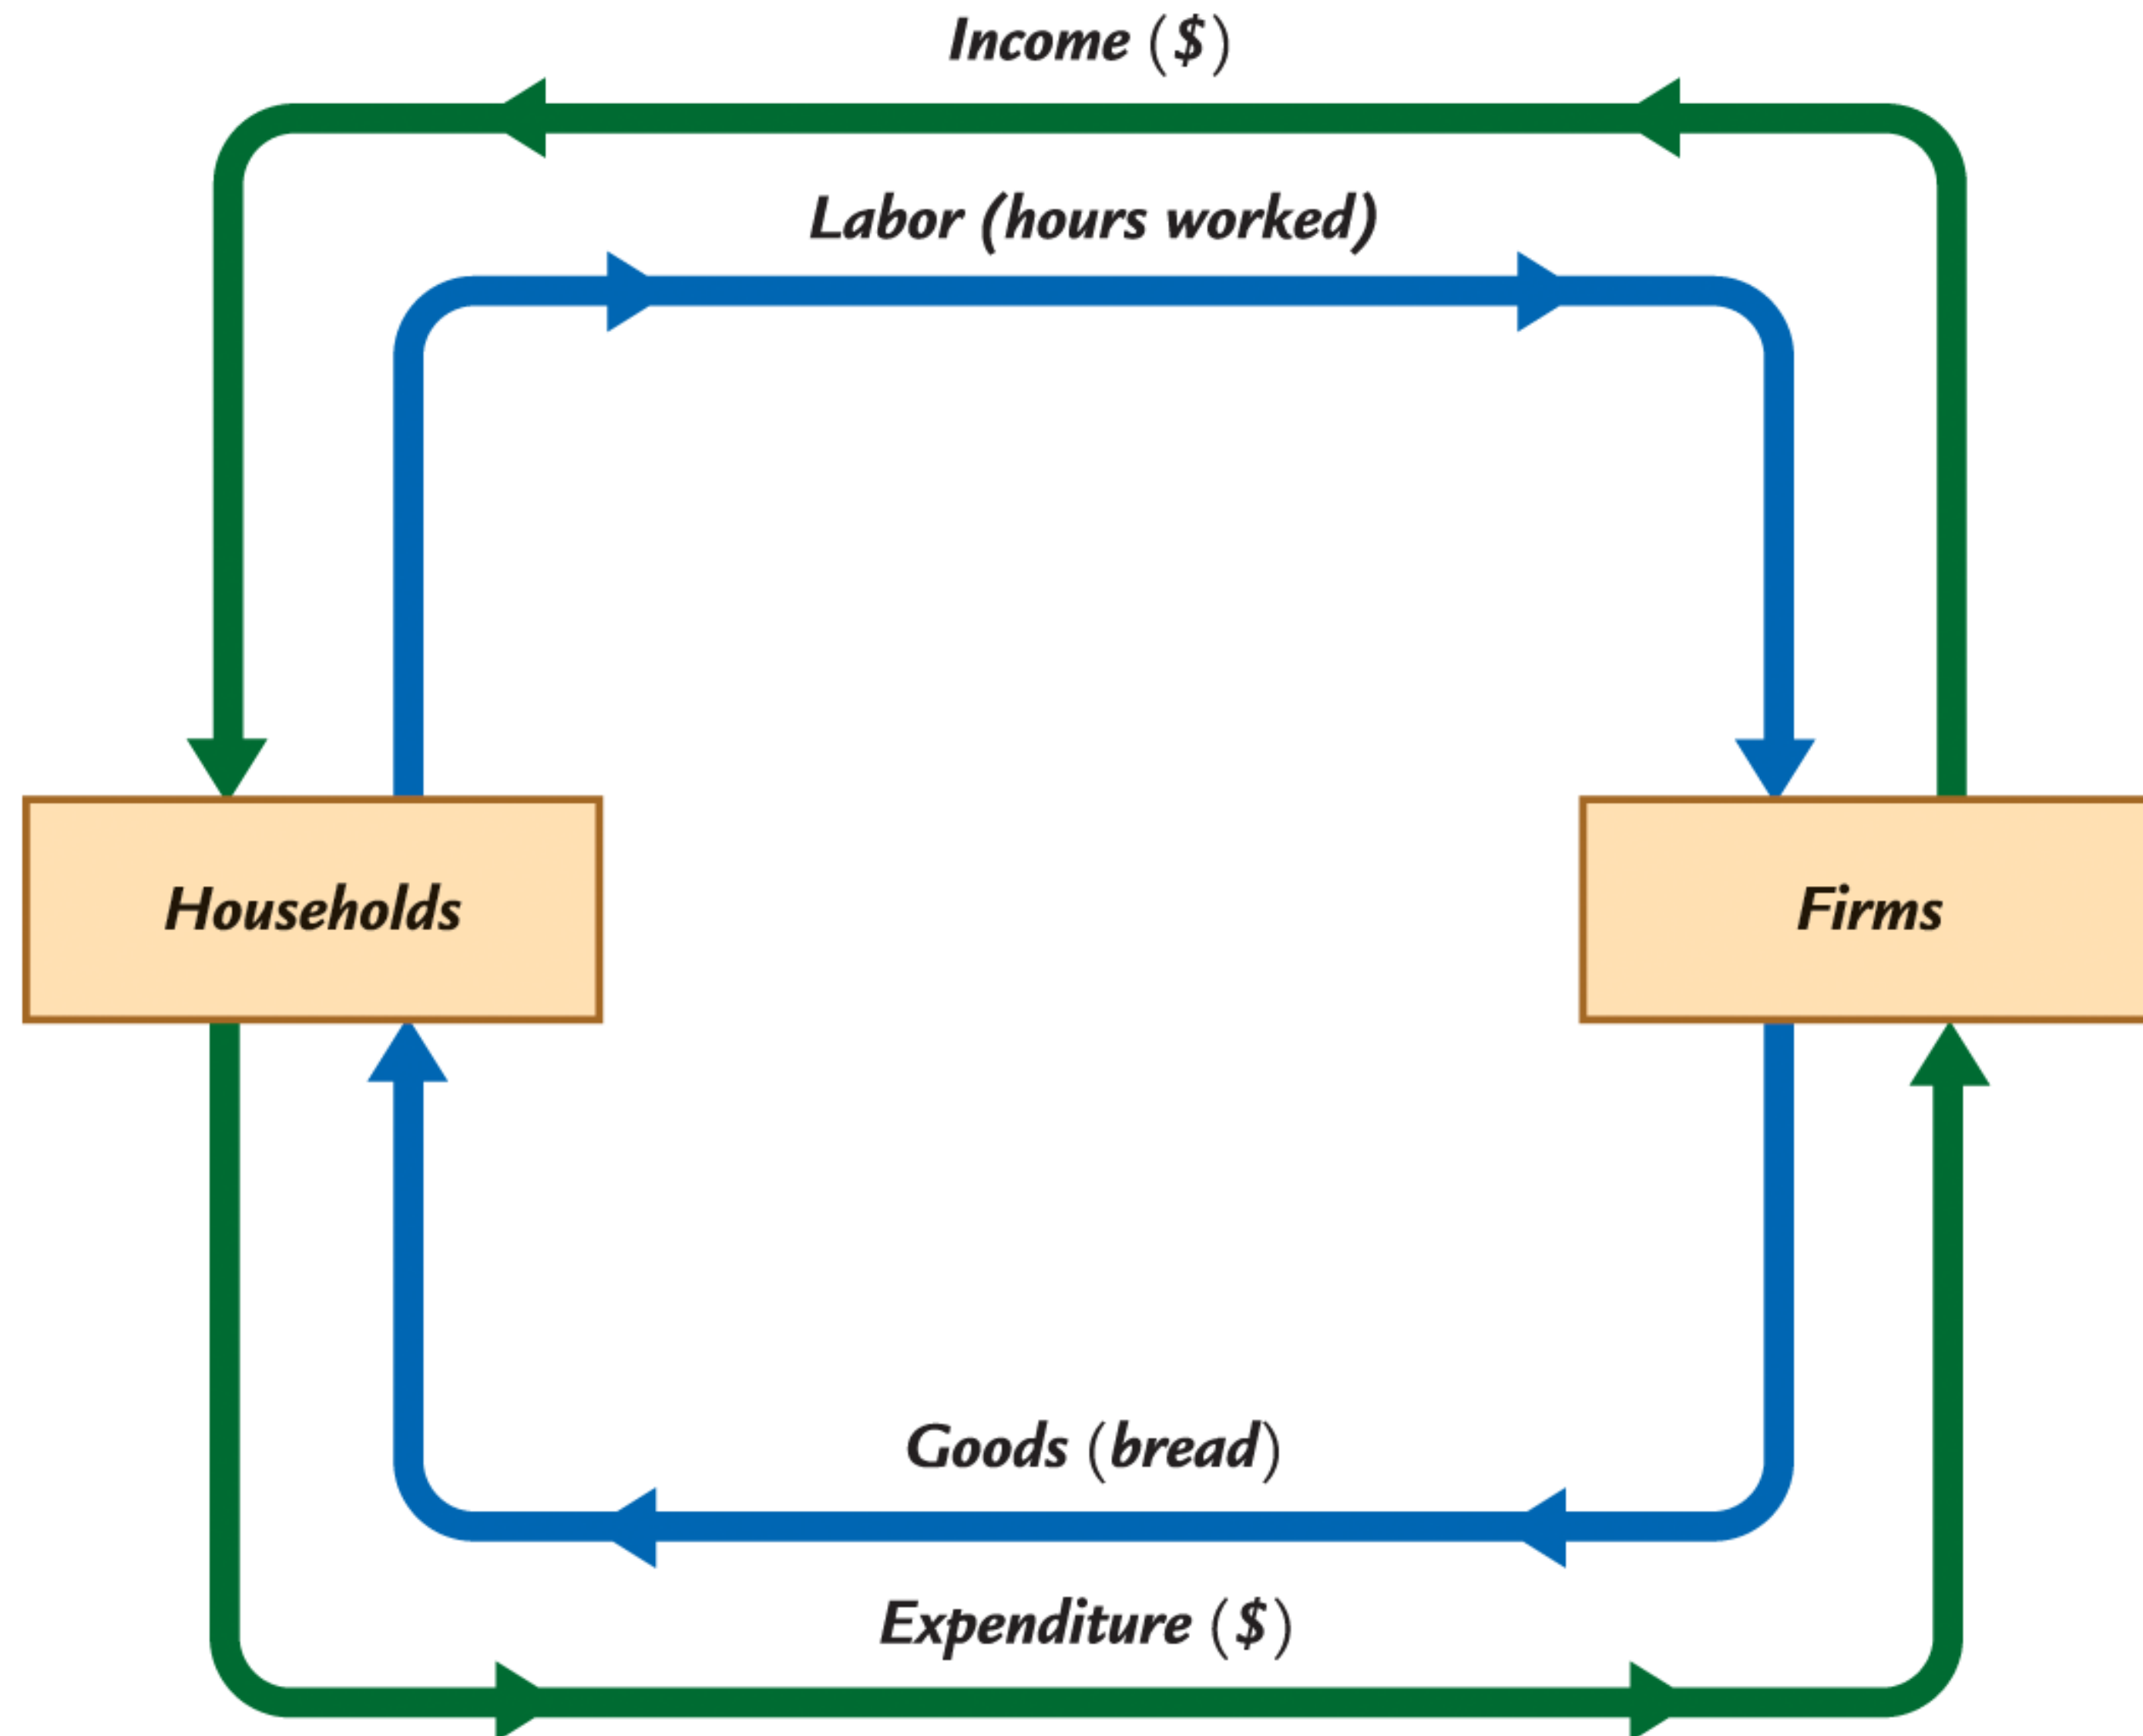 Income ($)
Labor (hours worked)
Households
Firms
Goods (bread)
Expenditure ($)